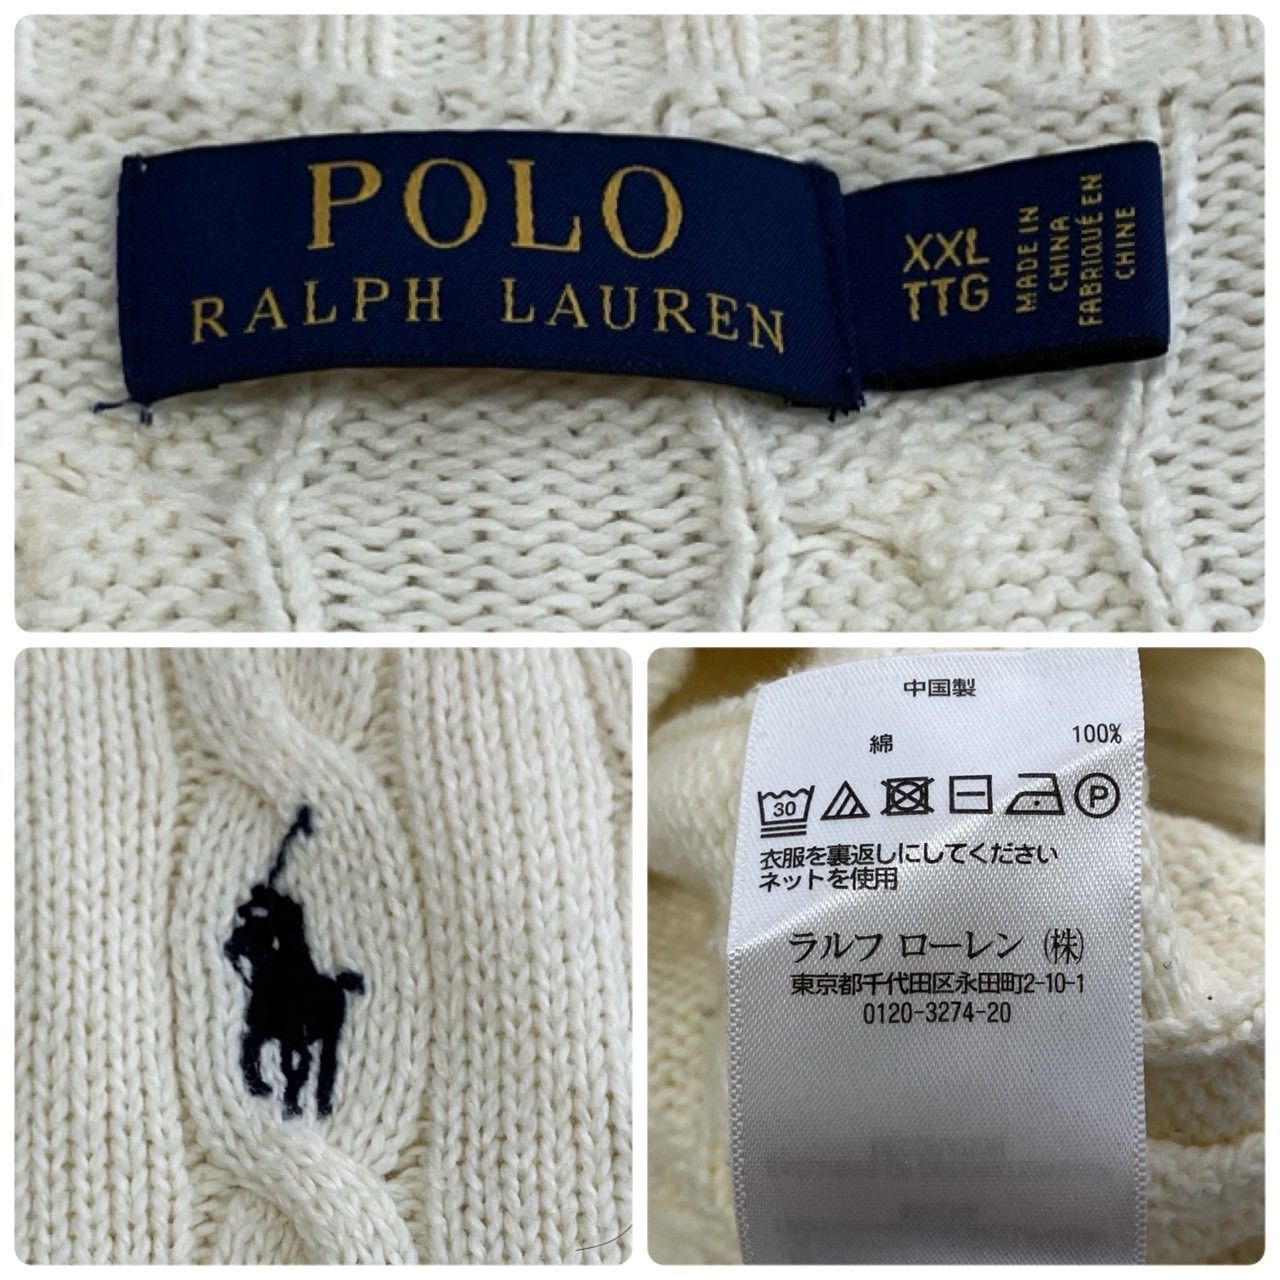 POLO
RALPH LAUREN
XXL
TTG
MADE IN
CHINA
FABRIQUÉ EN
CHINE
中国製
綿 100%
30 P
衣服を裏返しにしてください
ネットを使用
ラルフ ローレン (株)
東京都千代田区永田町2-10-1
0120-3274-20